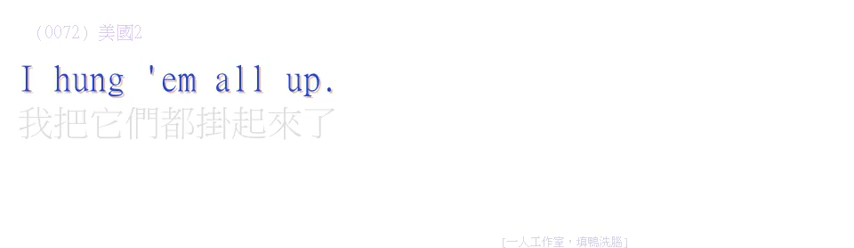 (0072) 美國2
I hung 'em all up.
我把它們都掛起來了
[一人工作室，填鴨洗腦]